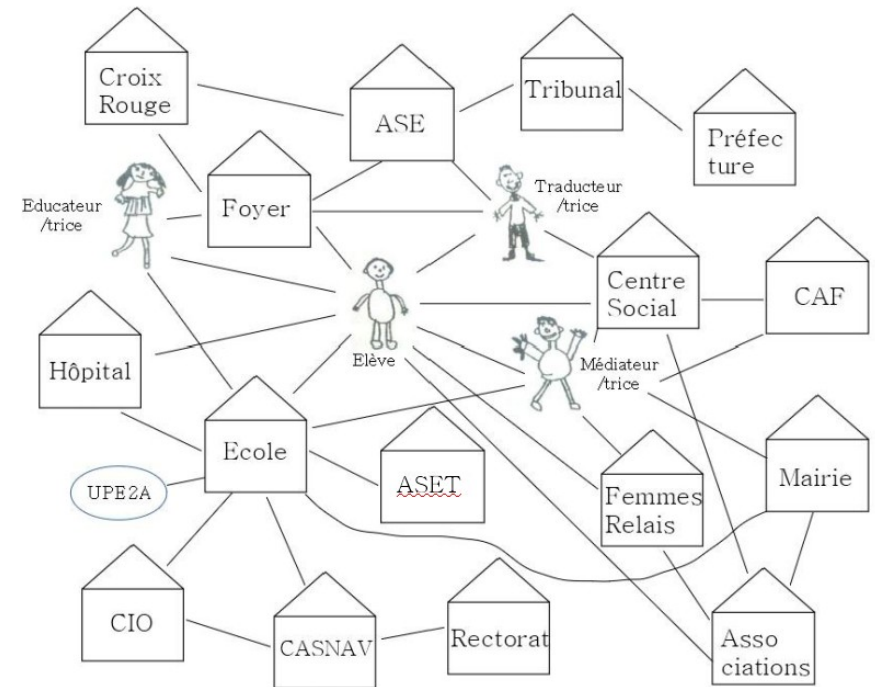 Croix
Rouge
ASE
Tribunal
Préfec
ture
Educateur
/trice
Foyer
Traducteur
/trice
Centre
Social
CAF
Hôpital
Elève
Médiateur
/trice
Ecole
UPE2A
ASET
Femmes
Relais
Mairie
CIO
CASNAV
Rectorat
Asso
ciations